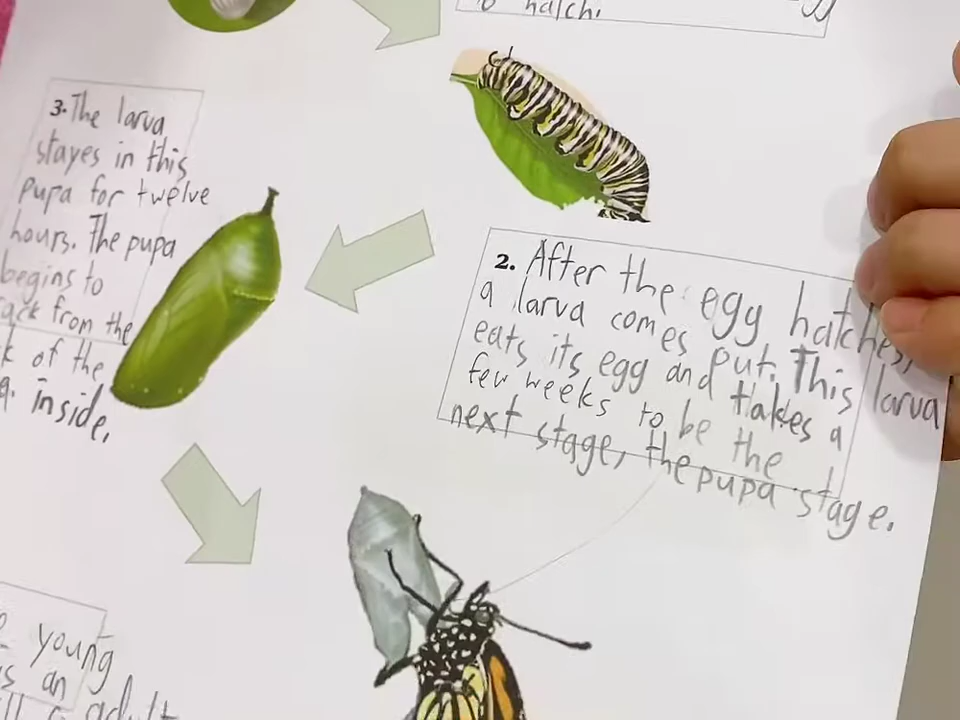 hatch.
3. The larva
stayes in this
pupa for twelve
hours. The pupa
begins to
from the
of the
inside.
2. After the egg hatches,
a larva comes out. This larva
eats its egg and takes a
few weeks to be the
next stage, the pupa stage.
young
an